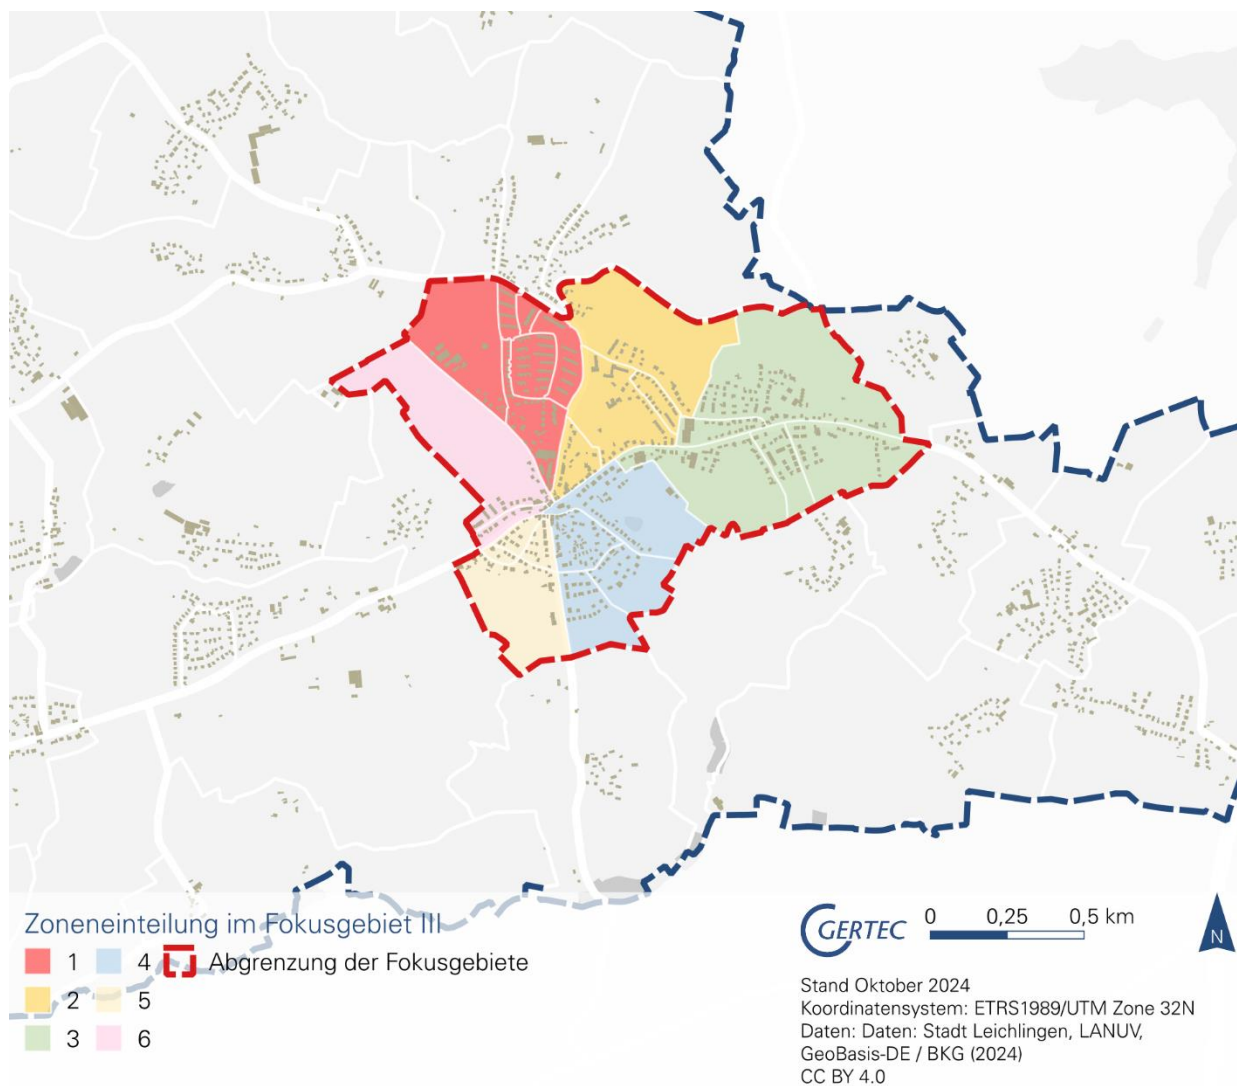 Zoneneinteilung im Fokusgebiet III
1 4 Abgrenzung der Fokusgebiete
2 5
3 6
GERTEC
0 0,25 0,5 km
N
Stand Oktober 2024
Koordinatensystem: ETRS1989/UTM Zone 32N
Daten: Daten: Stadt Leichlingen, LANUV,
GeoBasis-DE / BKG (2024)
CC BY 4.0